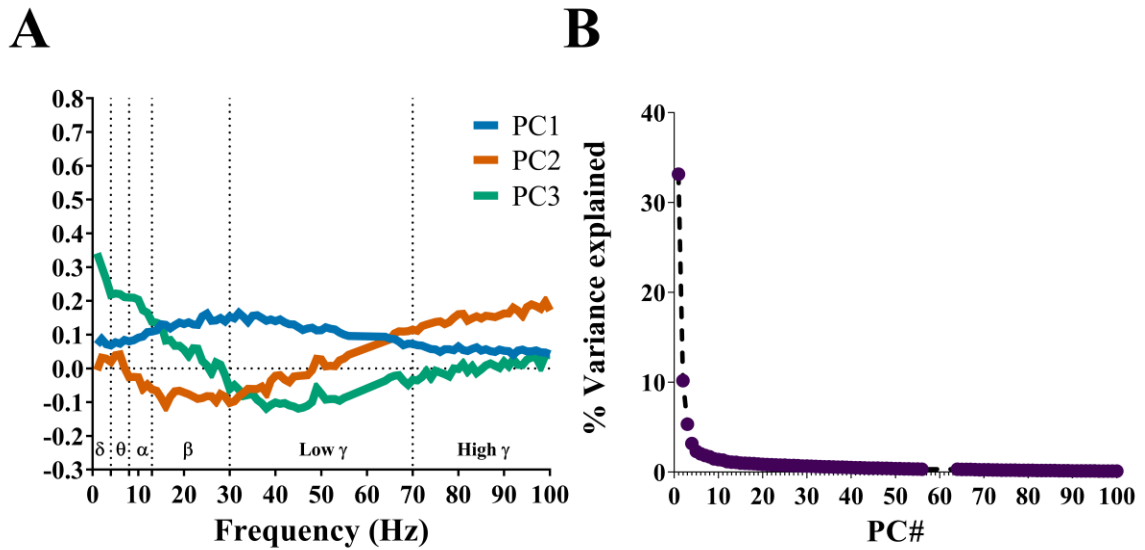 A
B
0.8
0.7
0.6
0.5
0.4
0.3
0.2
0.1
0.0
-0.1
-0.2
-0.3
PC1
PC2
PC3
δ θ α β Low γ High γ
0 10 20 30 40 50 60 70 80 90 100
Frequency (Hz)
% Variance explained
40
30
20
10
0
0 10 20 30 40 50 60 70 80 90 100
PC#